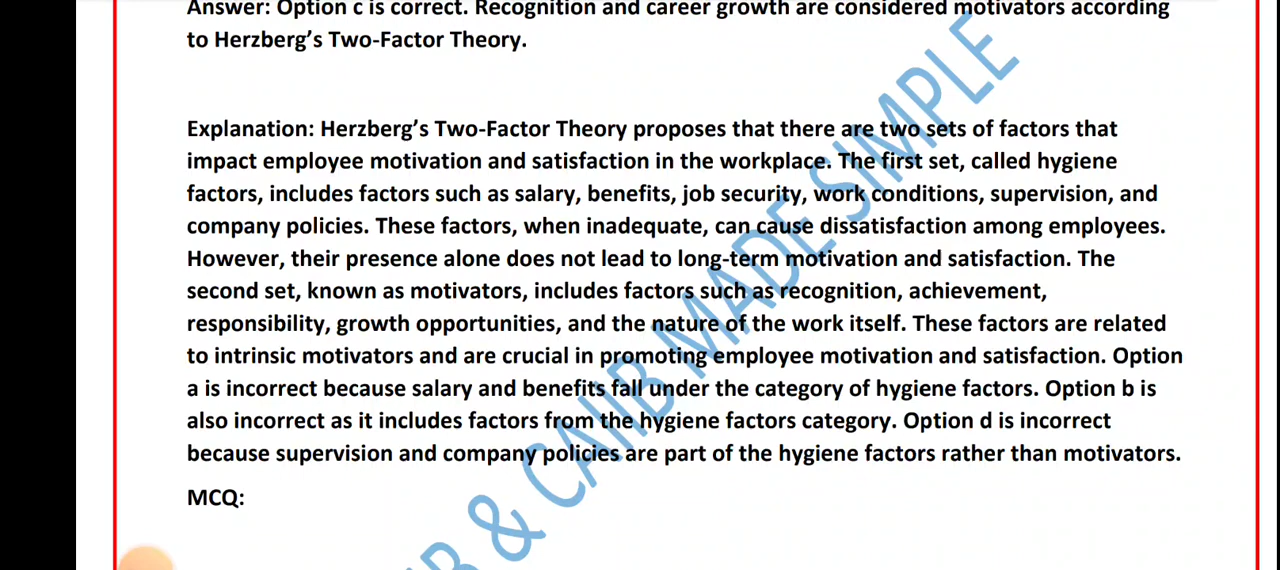 Answer: Option c is correct. Recognition and career growth are considered motivators according
to Herzberg’s Two-Factor Theory.
Explanation: Herzberg’s Two-Factor Theory proposes that there are two sets of factors that
impact employee motivation and satisfaction in the workplace. The first set, called hygiene
factors, includes factors such as salary, benefits, job security, work conditions, supervision, and
company policies. These factors, when inadequate, can cause dissatisfaction among employees.
However, their presence alone does not lead to long-term motivation and satisfaction. The
second set, known as motivators, includes factors such as recognition, achievement,
responsibility, growth opportunities, and the nature of the work itself. These factors are related
to intrinsic motivators and are crucial in promoting employee motivation and satisfaction. Option
a is incorrect because salary and benefits fall under the category of hygiene factors. Option b is
also incorrect as it includes factors from the hygiene factors category. Option d is incorrect
because supervision and company policies are part of the hygiene factors rather than motivators.
MCQ:
IB & CAIIB MADE SIMPLE